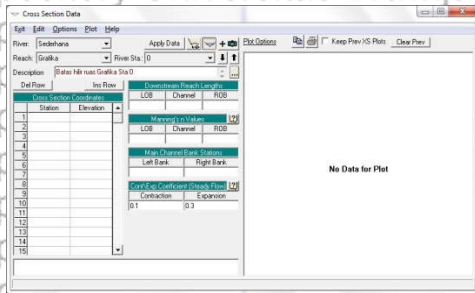 Cross Section Data
Exit Edit Options Plot Help
River: Sederhana Apply Data Plot Options Keep Prev XS Plots Clear Prev
Reach: Grafika River Sta.: 0
Description Batas hilir ruas Grafika Sta 0 ...
Del Row Ins Row
Cross Section Coordinates
Station Elevation
1
2
3
4
5
6
7
8
9
10
11
12
13
14
15
Downstream Reach Lengths
LOB Channel ROB
Manning's n Values ?
LOB Channel ROB
Main Channel Bank Stations
Left Bank Right Bank
Cont\Exp Coefficient (Steady Flow) ?
Contraction Expansion
0.1 0.3
No Data for Plot